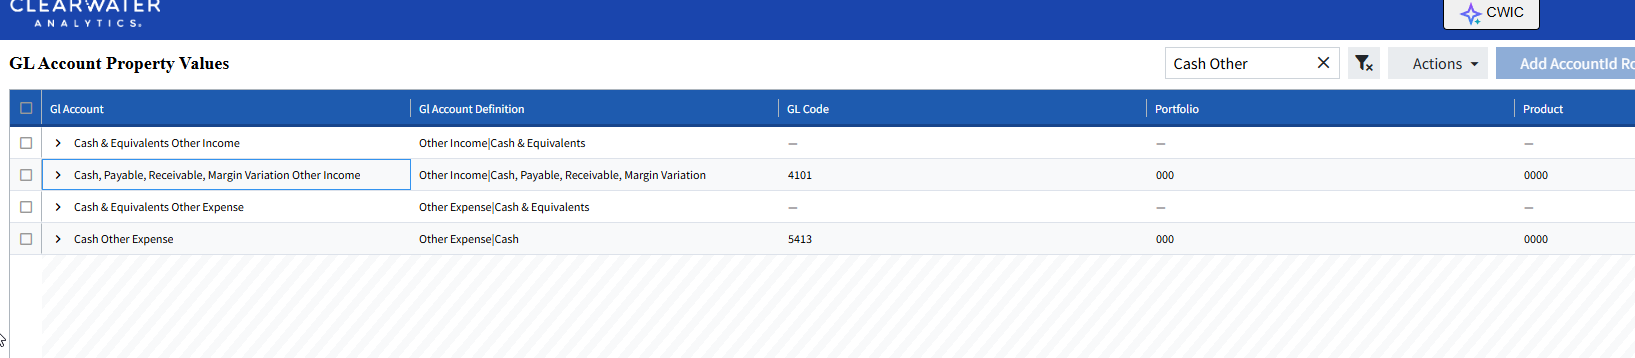 CLEARWATER
ANALYTICS®
CWIC
GL Account Property Values
Cash Other
Actions
Add AccountId Ro
Gl Account
Gl Account Definition
GL Code
Portfolio
Product
Cash & Equivalents Other Income
Other Income|Cash & Equivalents
—
—
—
Cash, Payable, Receivable, Margin Variation Other Income
Other Income|Cash, Payable, Receivable, Margin Variation
4101
000
0000
Cash & Equivalents Other Expense
Other Expense|Cash & Equivalents
—
—
—
Cash Other Expense
Other Expense|Cash
5413
000
0000